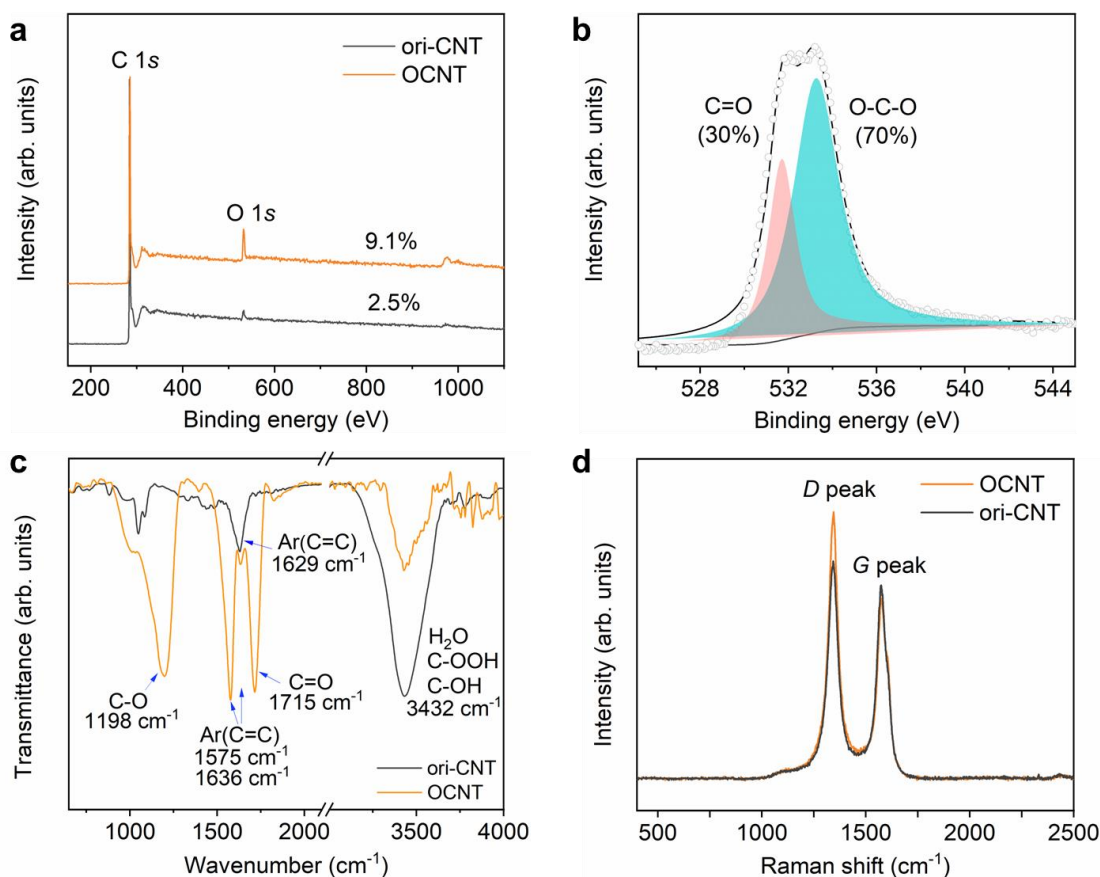 a
ori-CNT
OCNT
C 1s
O 1s
9.1%
2.5%
Intensity (arb. units)
200 400 600 800 1000
Binding energy (eV)
b
C=O
(30%)
O-C-O
(70%)
Intensity (arb. units)
528 532 536 540 544
Binding energy (eV)
c
Ar(C=C)
1629 cm⁻¹
C-O
1198 cm⁻¹
C=O
1715 cm⁻¹
Ar(C=C)
1575 cm⁻¹
1636 cm⁻¹
H₂O
C-OOH
C-OH
3432 cm⁻¹
ori-CNT
OCNT
Transmittance (arb. units)
1000 1500 2000 3500 4000
Wavenumber (cm⁻¹)
d
OCNT
ori-CNT
D peak
G peak
Intensity (arb. units)
500 1000 1500 2000 2500
Raman shift (cm⁻¹)